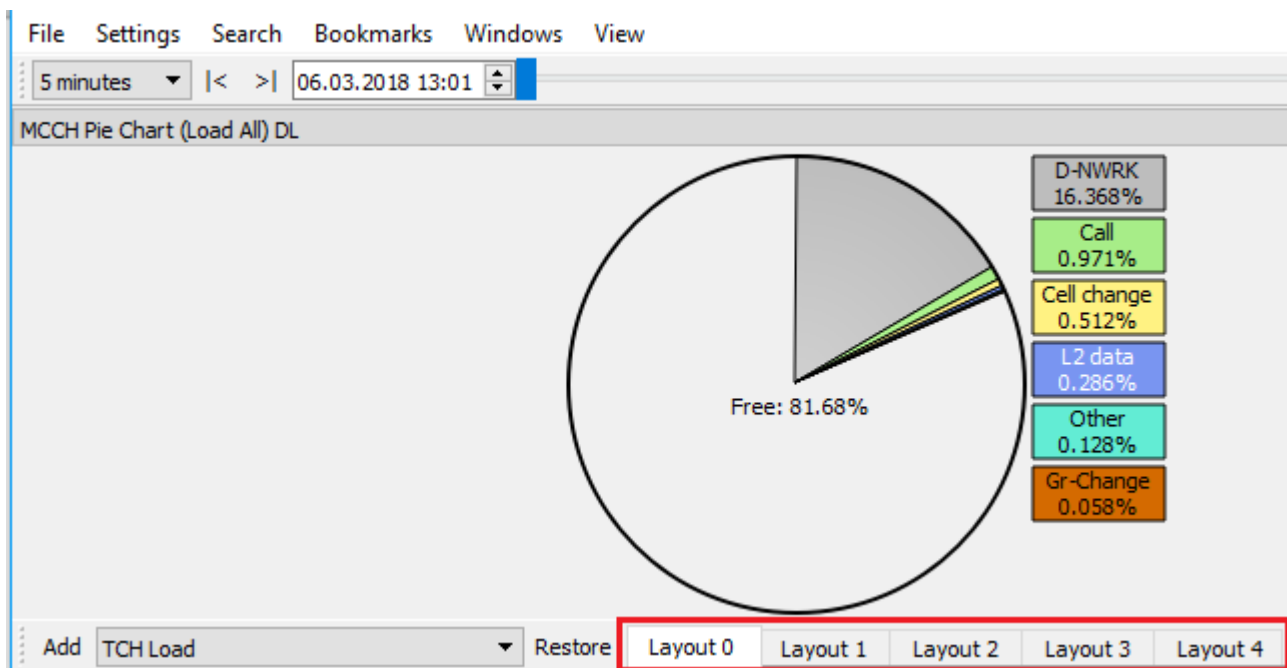 File Settings Search Bookmarks Windows View
5 minutes |< >| 06.03.2018 13:01
MCCH Pie Chart (Load All) DL
D-NWRK
16.368%
Call
0.971%
Cell change
0.512%
L2 data
0.286%
Free: 81.68%
Other
0.128%
Gr-Change
0.058%
Add TCH Load Restore Layout 0 Layout 1 Layout 2 Layout 3 Layout 4